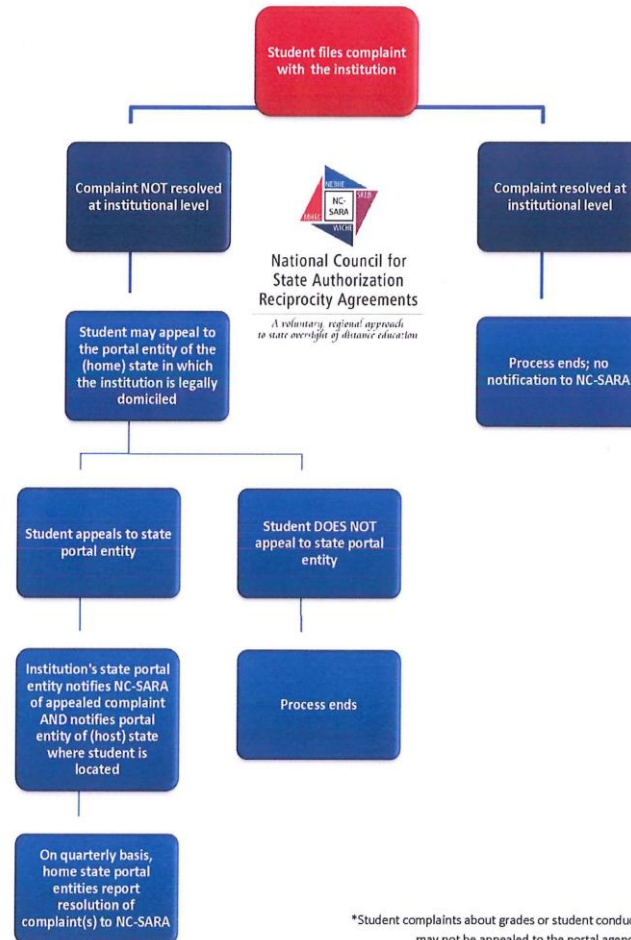 Student files complaint
with the institution
Complaint NOT resolved
at institutional level
Complaint resolved at
institutional level
NEBHE
SREB
NC-
SARA
MHEC
WICHE
National Council for
State Authorization
Reciprocity Agreements
A voluntary, regional approach
to state oversight of distance education
Student may appeal to
the portal entity of the
(home) state in which
the institution is legally
domiciled
Process ends; no
notification to NC-SARA
Student appeals to state
portal entity
Student DOES NOT
appeal to state portal
entity
Institution's state portal
entity notifies NC-SARA
of appealed complaint
AND notifies portal
entity of (host) state
where student is
located
Process ends
On quarterly basis,
home state portal
entities report
resolution of
complaint(s) to NC-SARA
*Student complaints about grades or student conduc
may not be appealed to the portal agenc